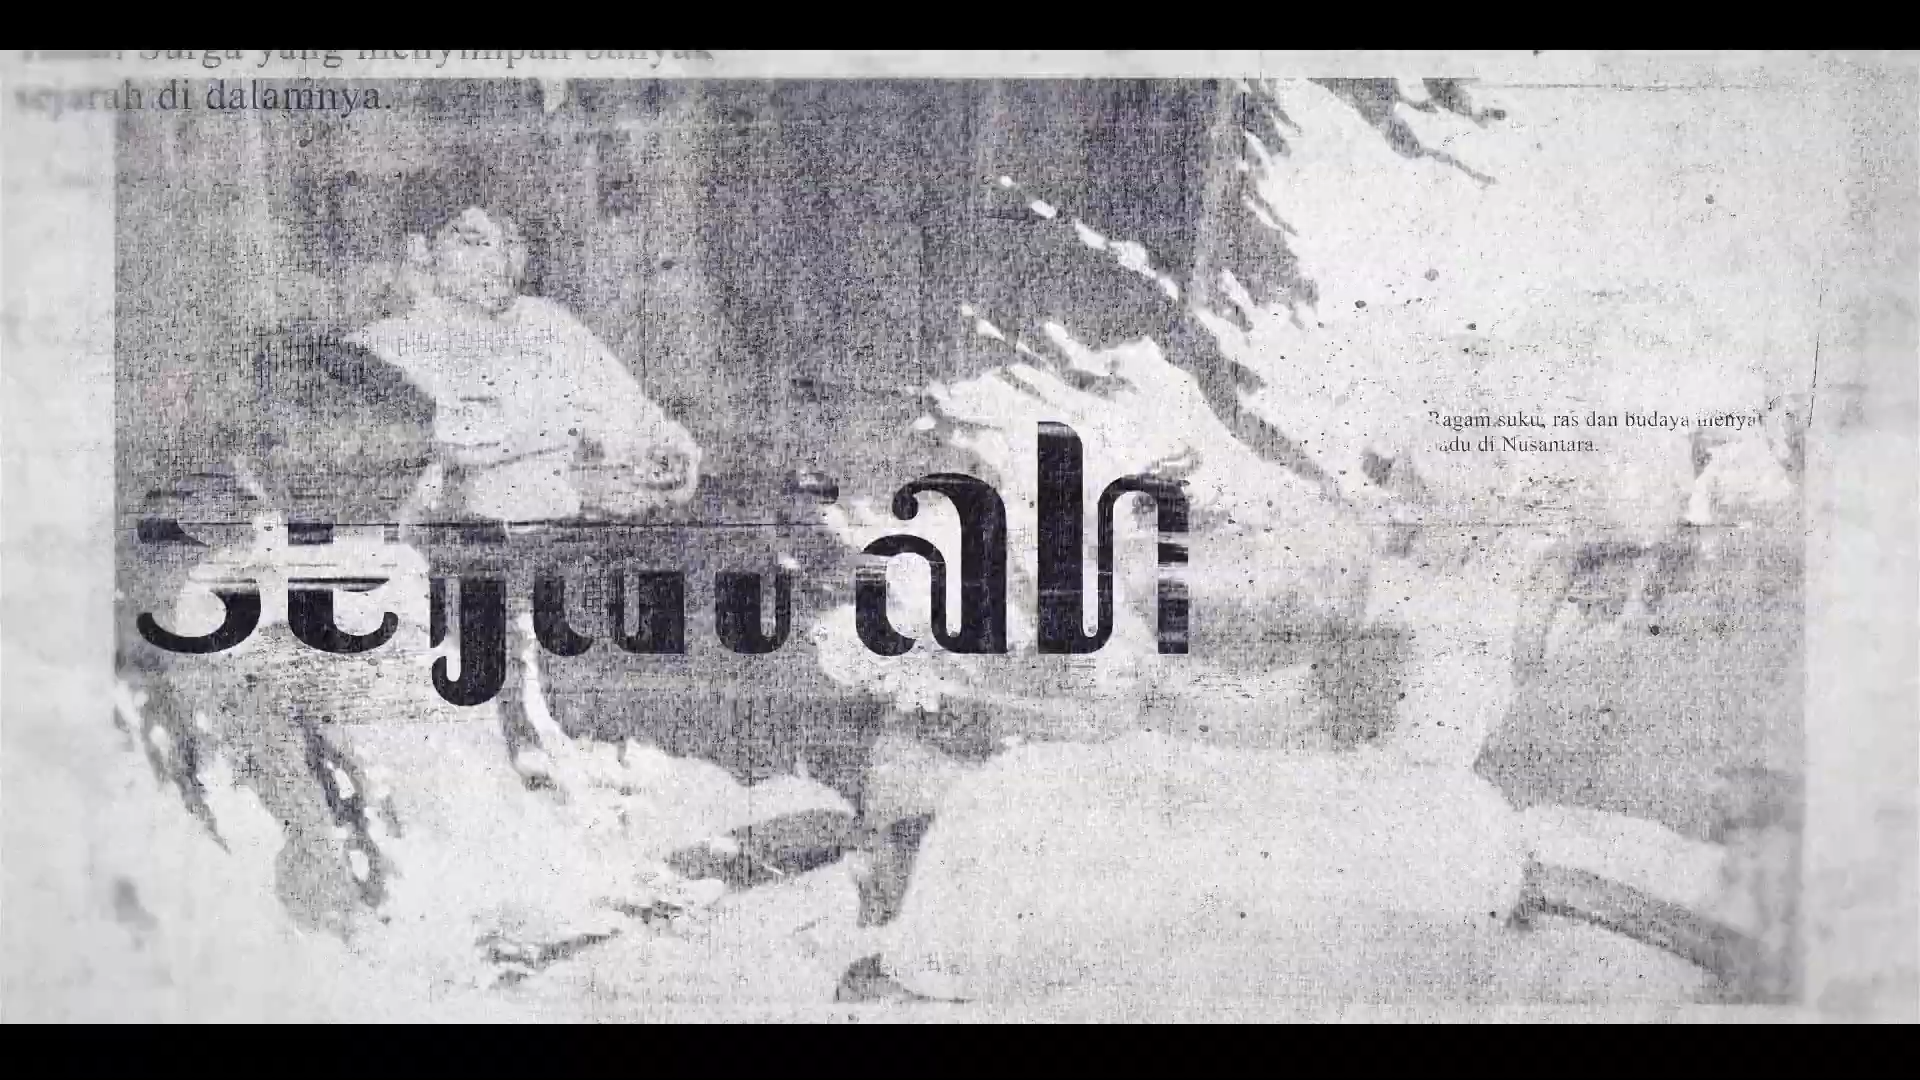 Surga yang menyimpan banyak
sejarah di dalamnya.
Ragam suku, ras dan budaya menyat
adu di Nusantara.
sejarah